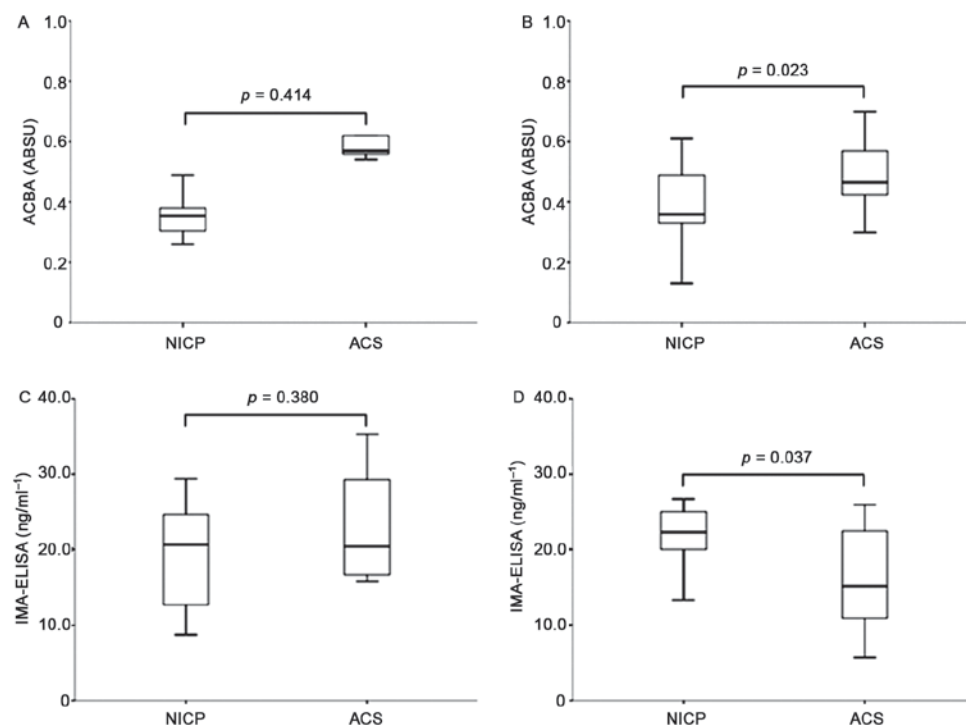 A
1.0
0.8
0.6
0.4
0.2
0
ACBA (ABSU)
p = 0.414
NICP
ACS
B
1.0
0.8
0.6
0.4
0.2
0
ACBA (ABSU)
p = 0.023
NICP
ACS
C
40.0
30.0
20.0
10.0
0
IMA-ELISA (ng/ml⁻¹)
p = 0.380
NICP
ACS
D
40.0
30.0
20.0
10.0
0
IMA-ELISA (ng/ml⁻¹)
p = 0.037
NICP
ACS